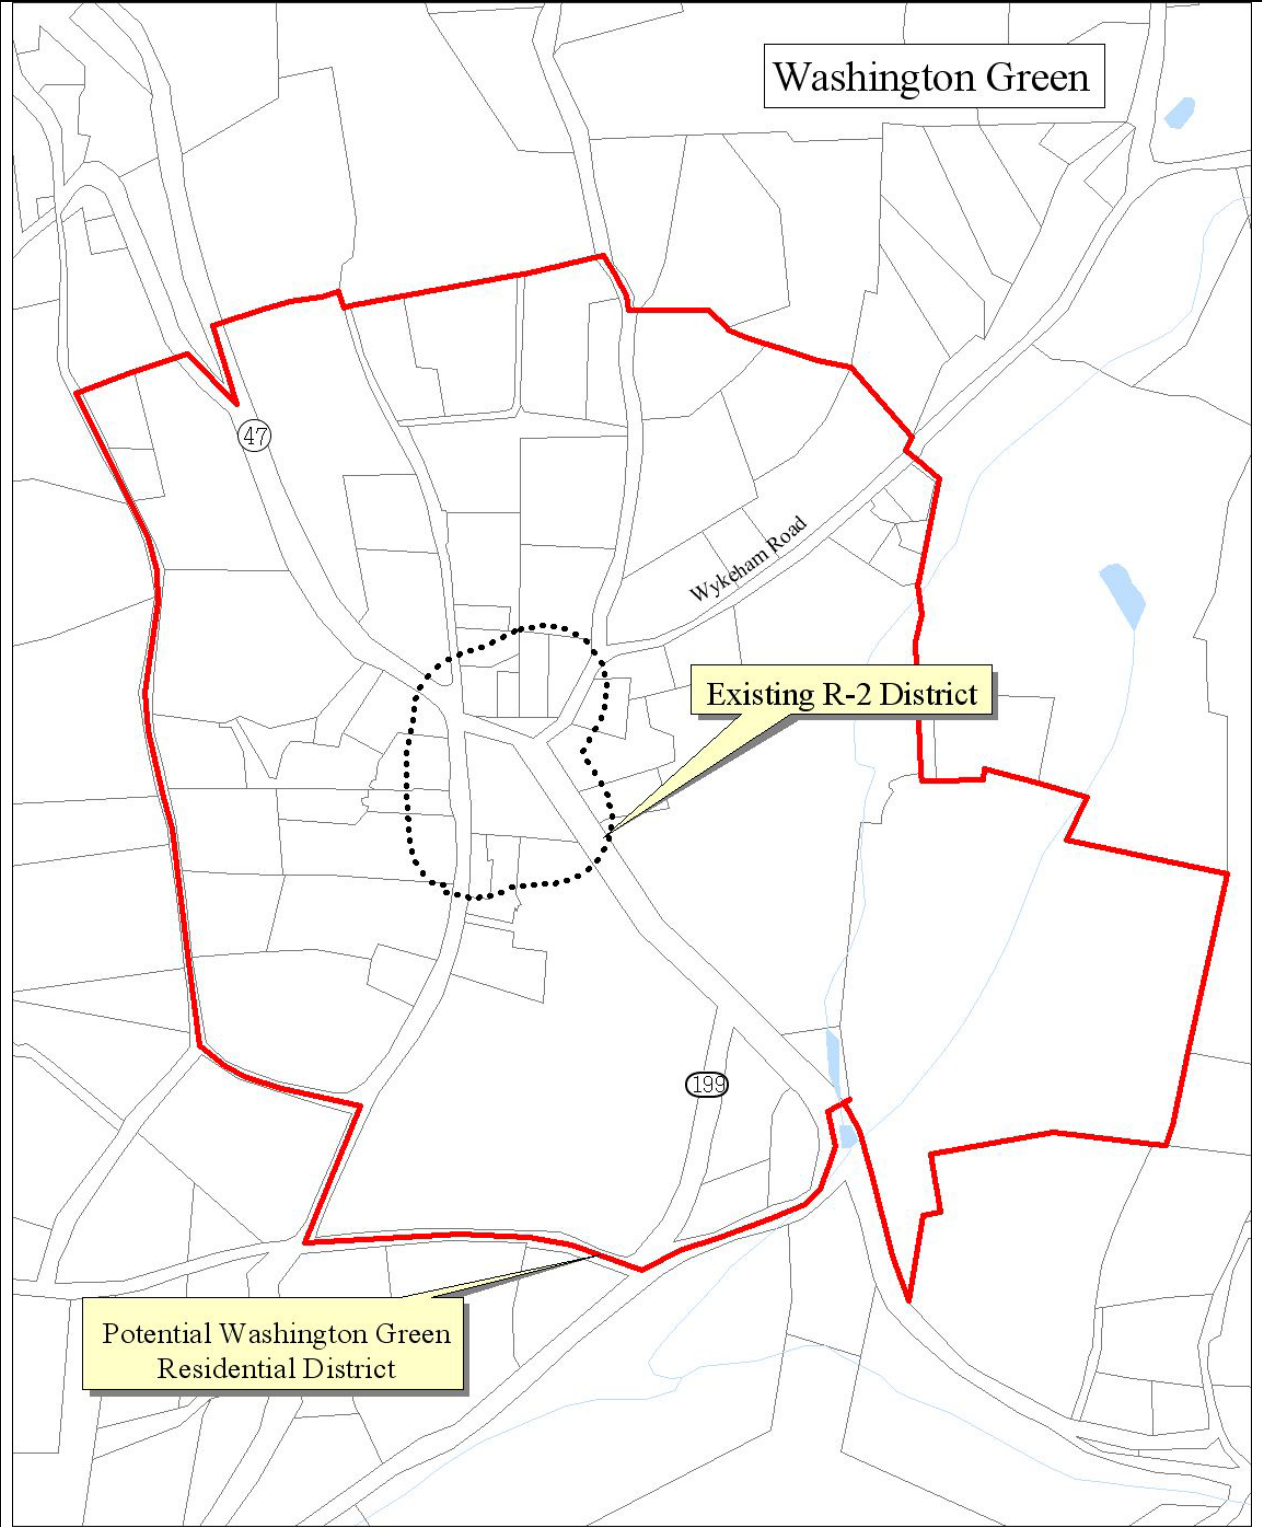 Washington Green
47
Wykeham Road
Existing R-2 District
199
Potential Washington Green
Residential District